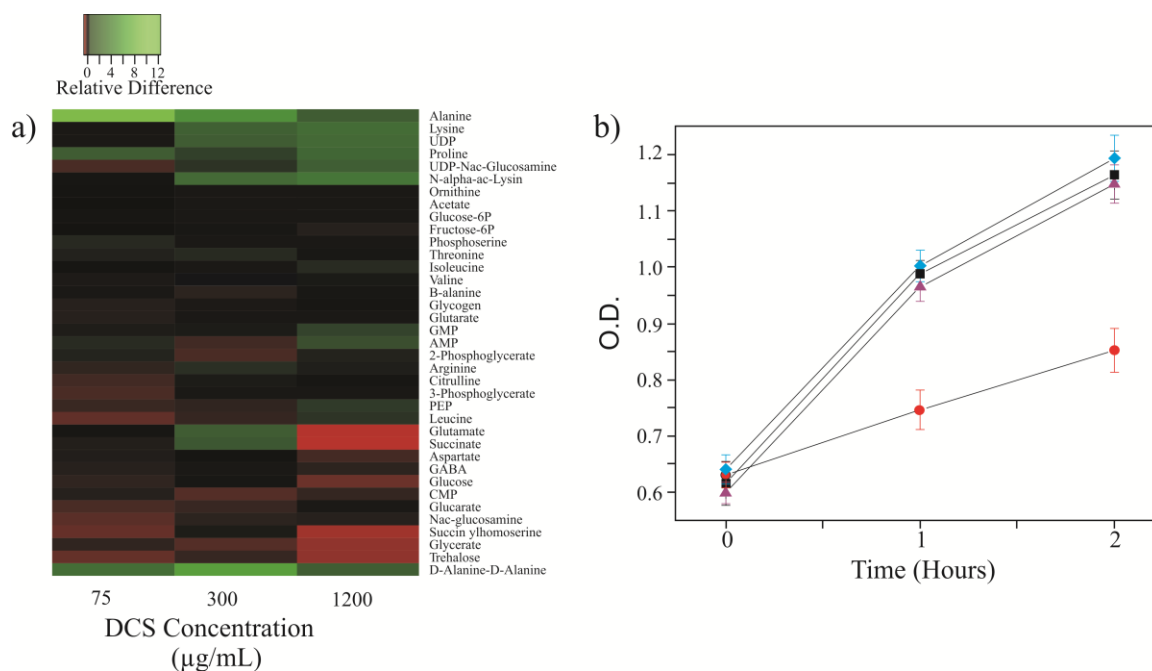 0 4 8 12
Relative Difference
a)
Alanine
Lysine
UDP
Proline
UDP-Nac-Glucosamine
N-alpha-ac-Lysin
Ornithine
Acetate
Glucose-6P
Fructose-6P
Phosphoserine
Threonine
Isoleucine
Valine
B-alanine
Glycogen
Glutarate
GMP
AMP
2-Phosphoglycerate
Arginine
Citrulline
3-Phosphoglycerate
PEP
Leucine
Glutamate
Succinate
Aspartate
GABA
Glucose
CMP
Glucarate
Nac-glucosamine
Succin ylhomoserine
Glycerate
Trehalose
D-Alanine-D-Alanine
75 300 1200
DCS Concentration
(µg/mL)
b)
1.2
1.1
1.0
0.9
0.8
0.7
0.6
O.D.
0 1 2
Time (Hours)